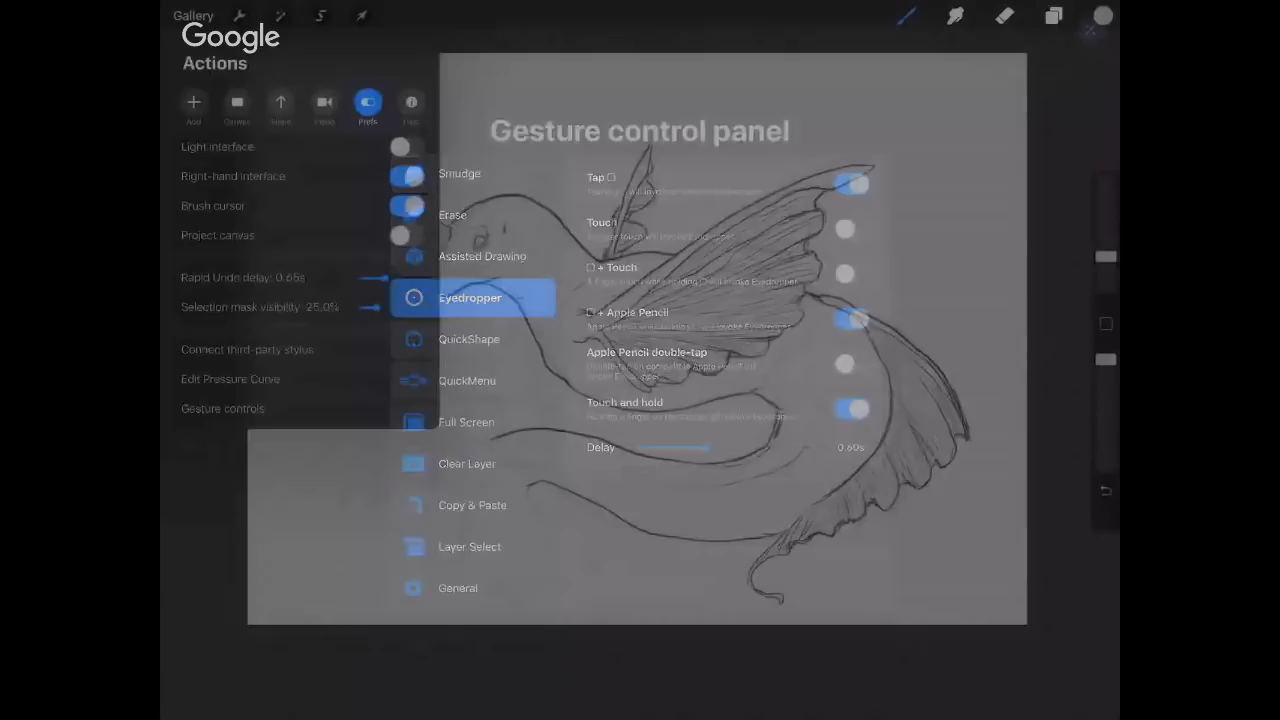 Gallery
Google
Actions
Add
Prefs
Light interface
Right-hand interface
Brush cursor
Project canvas
Rapid Undo delay: 0.65s
Selection mask visibility: 25.0%
Connect third-party stylus
Edit Pressure Curve
Gesture controls
Gesture control panel
Smudge
Erase
Assisted Drawing
Eyedropper
QuickShape
QuickMenu
Full Screen
Clear Layer
Copy & Paste
Layer Select
General
Tap
Touch
+ Touch
+ Apple Pencil
Apple Pencil double-tap
Touch and hold
Delay
0.60s